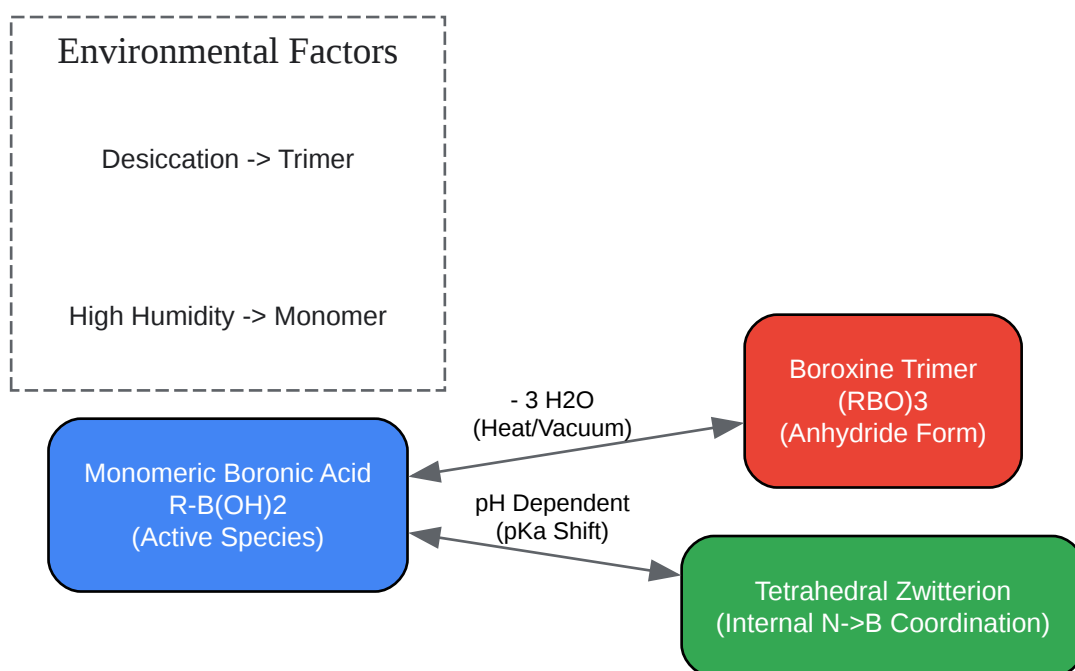 Environmental Factors
Desiccation -> Trimer
High Humidity -> Monomer
Monomeric Boronic Acid
R-B(OH)2
(Active Species)
- 3 H2O
(Heat/Vacuum)
pH Dependent
(pKa Shift)
Boroxine Trimer
(RBO)3
(Anhydride Form)
Tetrahedral Zwitterion
(Internal N->B Coordination)